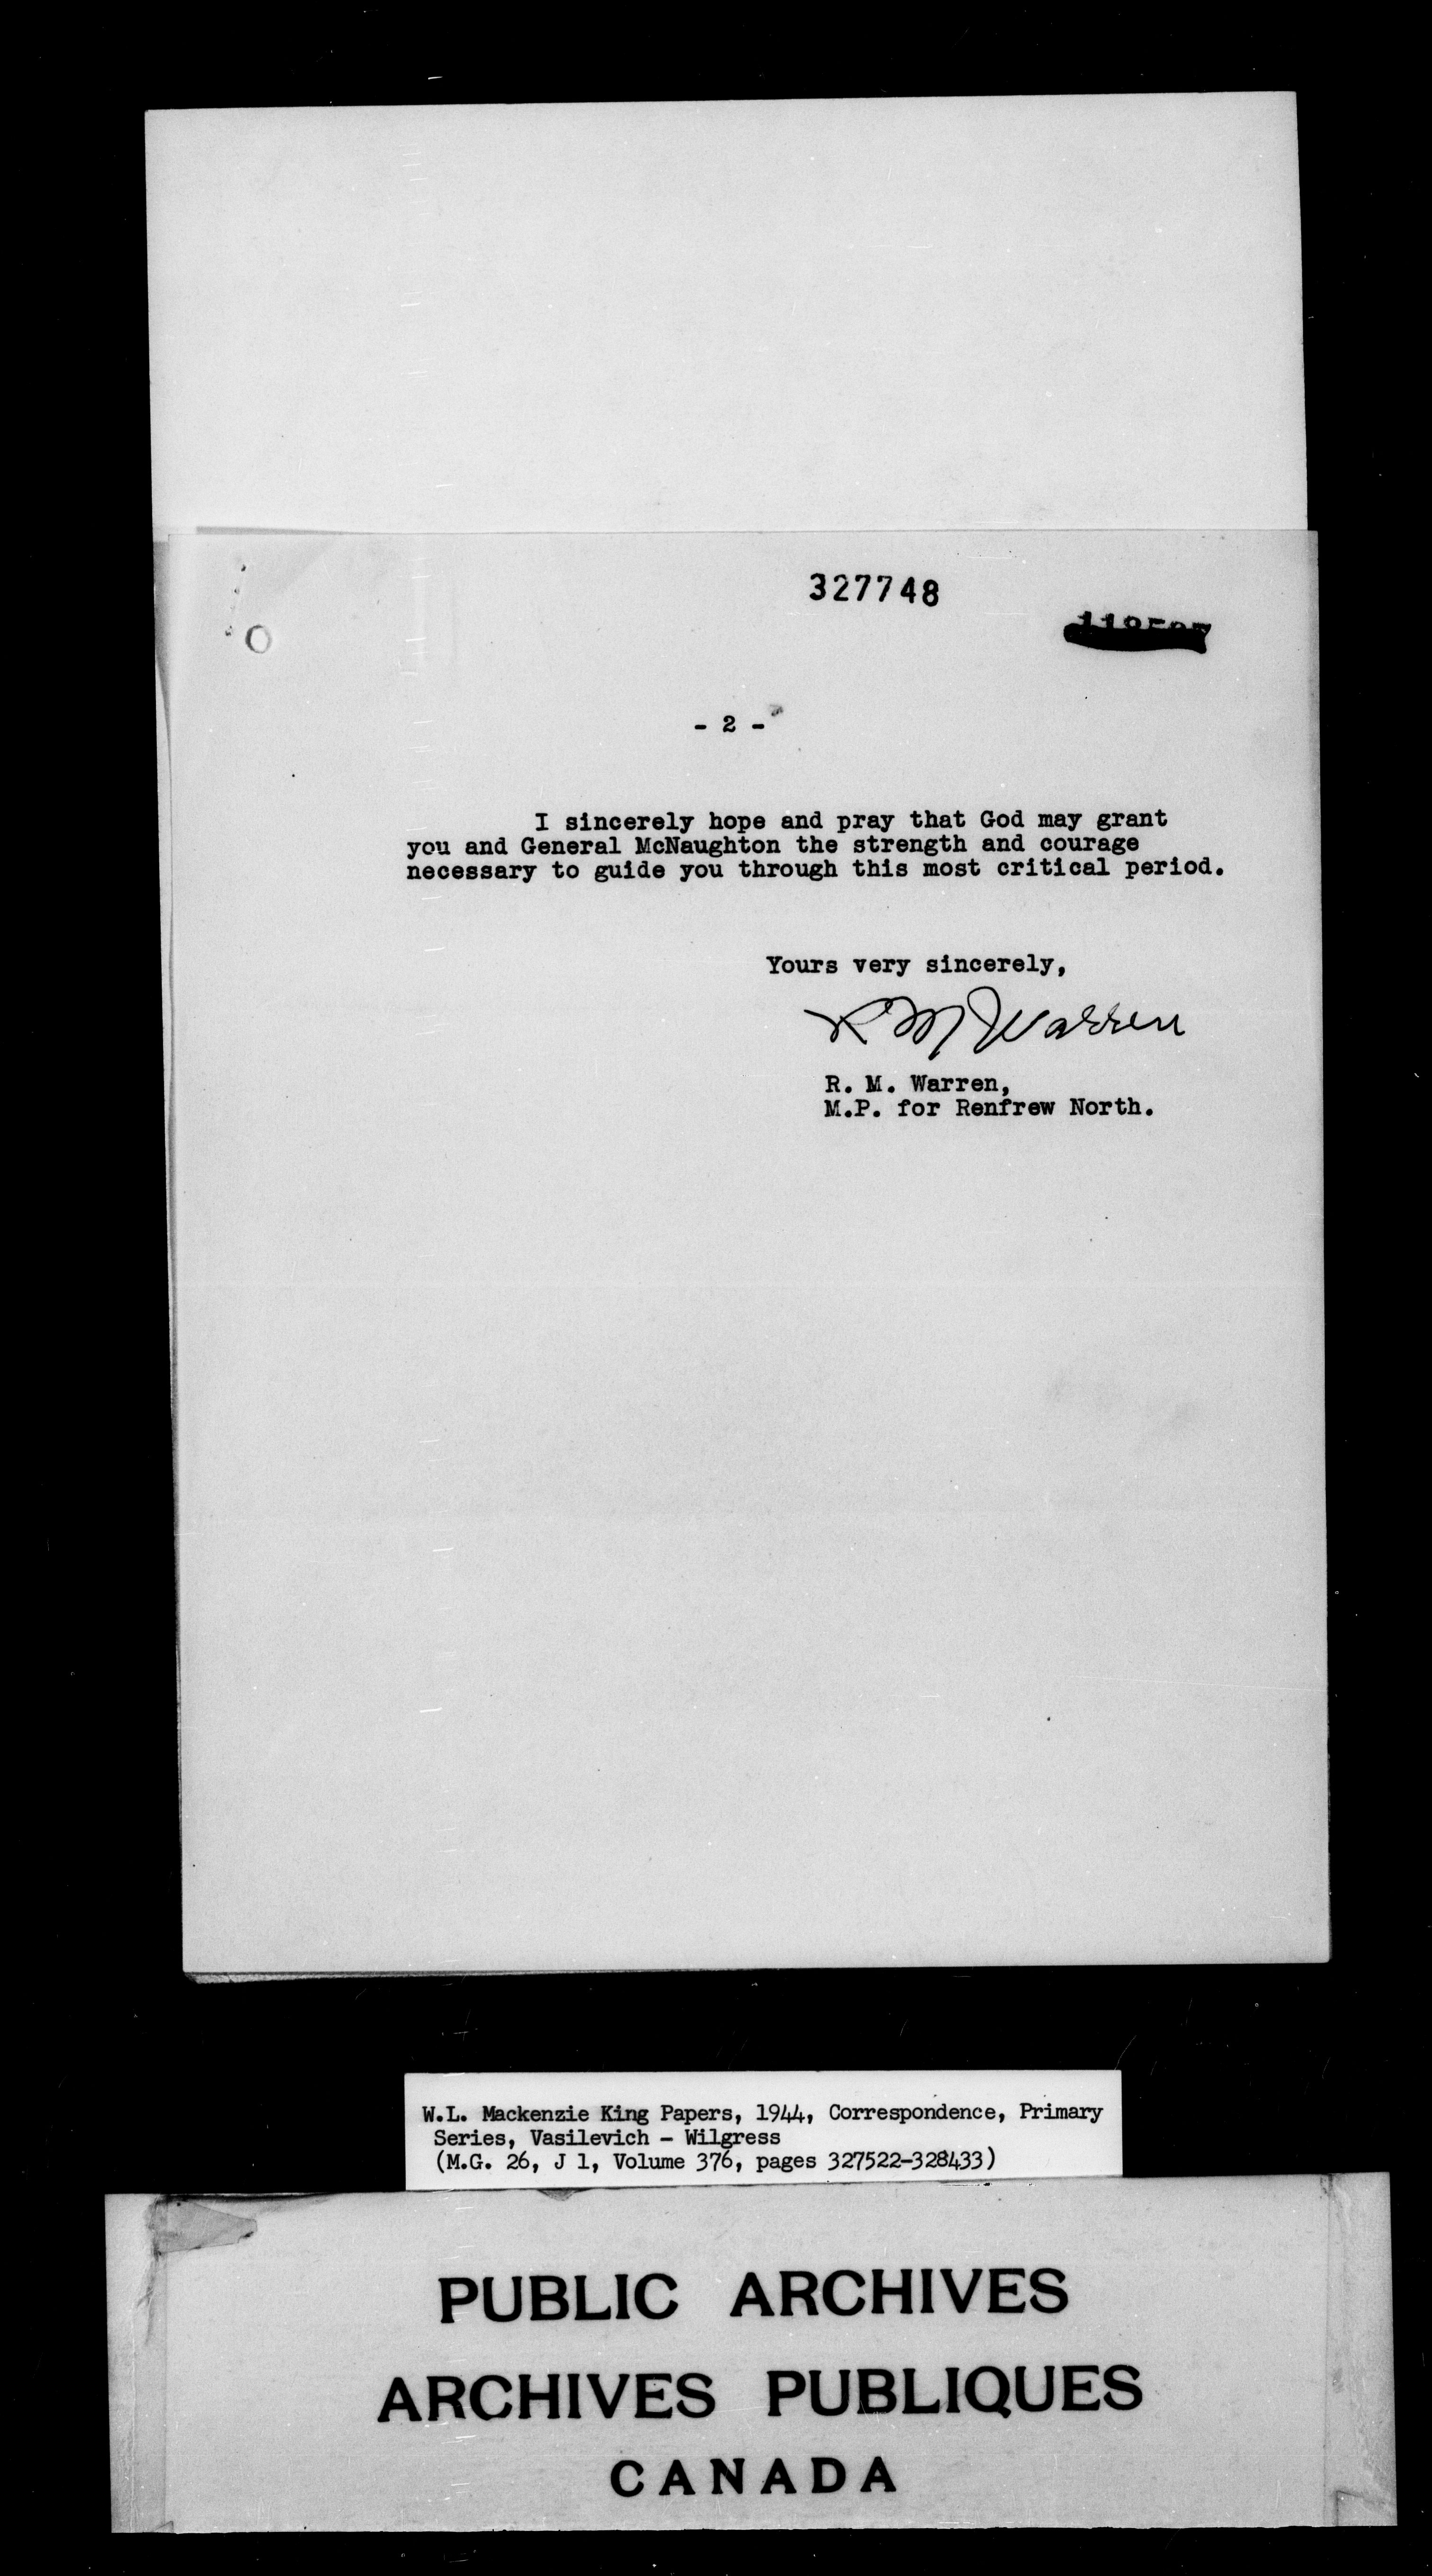 327748
- 2 -
I sincerely hope and pray that God may grant
you and General McNaughton the strength and courage
necessary to guide you through this most critical period.
Yours very sincerely,
R M Warren
R. M. Warren,
M.P. for Renfrew North.
W.L. Mackenzie King Papers, 1944, Correspondence, Primary
Series, Vasilevich - Wilgress
(M.G. 26, J 1, Volume 376, pages 327522-328433)
PUBLIC ARCHIVES
ARCHIVES PUBLIQUES
CANADA